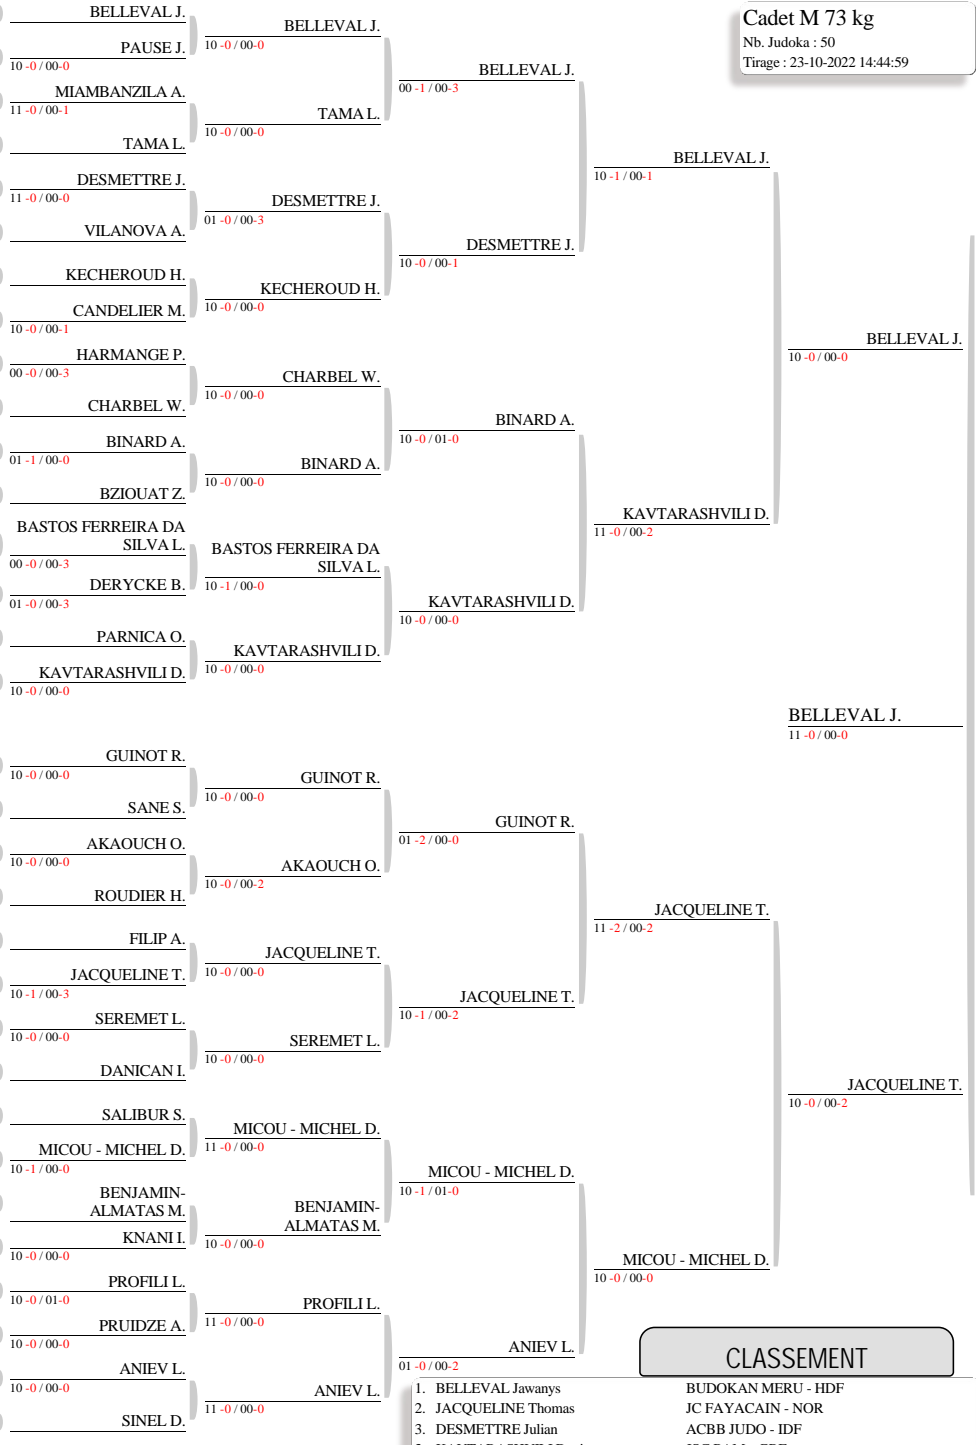 Cadet M 73 kg
Nb. Judoka : 50
Tirage : 23-10-2022 14:44:59
BELLEVAL J.
PAUSE J.
10 -0 / 00-0
MIAMBANZILA A.
11 -0 / 00-1
TAMA L.
DESMETTRE J.
11 -0 / 00-0
VILANOVA A.
KECHEROUD H.
CANDELIER M.
10 -0 / 00-1
HARMANGE P.
00 -0 / 00-3
CHARBEL W.
BINARD A.
01 -1 / 00-0
BZIOUAT Z.
BASTOS FERREIRA DA
SILVA L.
00 -0 / 00-3
DERYCKE B.
01 -0 / 00-3
PARNICA O.
KAVTARASHVILI D.
10 -0 / 00-0
GUINOT R.
10 -0 / 00-0
SANE S.
AKAOUCH O.
10 -0 / 00-0
ROUDIER H.
FILIP A.
JACQUELINE T.
10 -1 / 00-3
SEREMET L.
10 -0 / 00-0
DANICAN I.
SALIBUR S.
MICOU - MICHEL D.
10 -1 / 00-0
BENJAMIN-
ALMATAS M.
KNANI I.
10 -0 / 00-0
PROFILI L.
10 -0 / 01-0
PRUIDZE A.
10 -0 / 00-0
ANIEV L.
10 -0 / 00-0
SINEL D.
BELLEVAL J.
10 -0 / 00-0
TAMA L.
10 -0 / 00-0
DESMETTRE J.
01 -0 / 00-3
KECHEROUD H.
10 -0 / 00-0
CHARBEL W.
10 -0 / 00-0
BINARD A.
10 -0 / 00-0
BASTOS FERREIRA DA
SILVA L.
10 -1 / 00-0
KAVTARASHVILI D.
10 -0 / 00-0
GUINOT R.
10 -0 / 00-0
AKAOUCH O.
10 -0 / 00-2
JACQUELINE T.
10 -0 / 00-0
SEREMET L.
10 -0 / 00-0
MICOU - MICHEL D.
11 -0 / 00-0
BENJAMIN-
ALMATAS M.
10 -0 / 00-0
PROFILI L.
11 -0 / 00-0
ANIEV L.
11 -0 / 00-0
BELLEVAL J.
00 -1 / 00-3
DESMETTRE J.
10 -0 / 00-1
BINARD A.
10 -0 / 01-0
KAVTARASHVILI D.
10 -0 / 00-0
GUINOT R.
01 -2 / 00-0
JACQUELINE T.
10 -1 / 00-2
MICOU - MICHEL D.
10 -1 / 01-0
ANIEV L.
01 -0 / 00-2
BELLEVAL J.
10 -1 / 00-1
KAVTARASHVILI D.
11 -0 / 00-2
JACQUELINE T.
11 -2 / 00-2
MICOU - MICHEL D.
10 -0 / 00-0
BELLEVAL J.
10 -0 / 00-0
JACQUELINE T.
10 -0 / 00-2
BELLEVAL J.
11 -0 / 00-0
CLASSEMENT
1. BELLEVAL Jawanys BUDOKAN MERU - HDF
2. JACQUELINE Thomas JC FAYACAIN - NOR
3. DESMETTRE Julian ACBB JUDO - IDF